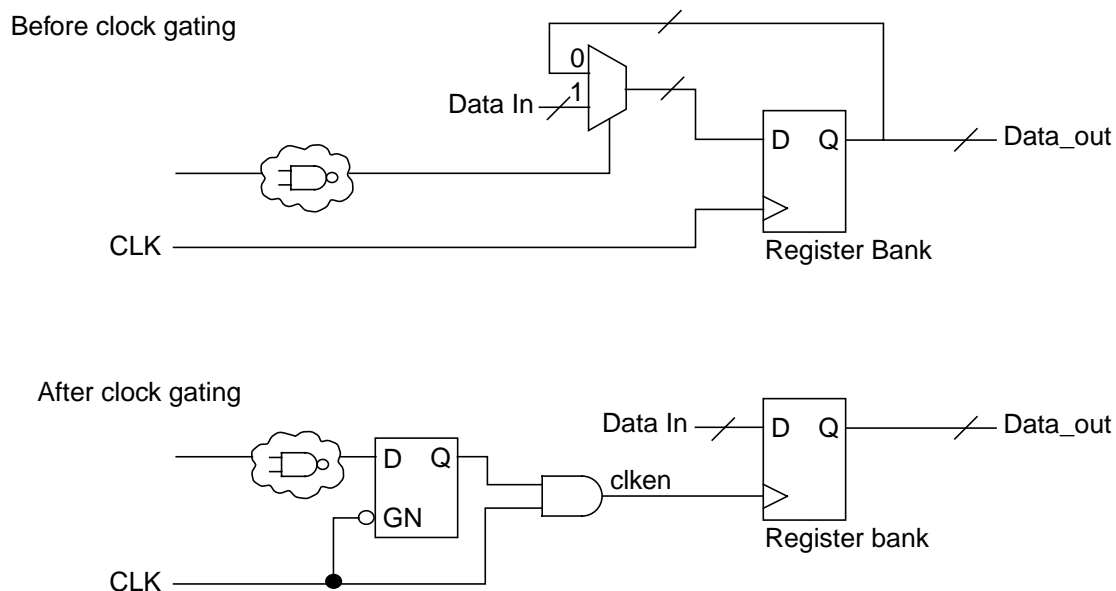 Before clock gating
0
1
Data In
D Q
Data_out
CLK
Register Bank
After clock gating
Data In
D Q
Data_out
D Q
clken
GN
Register bank
CLK